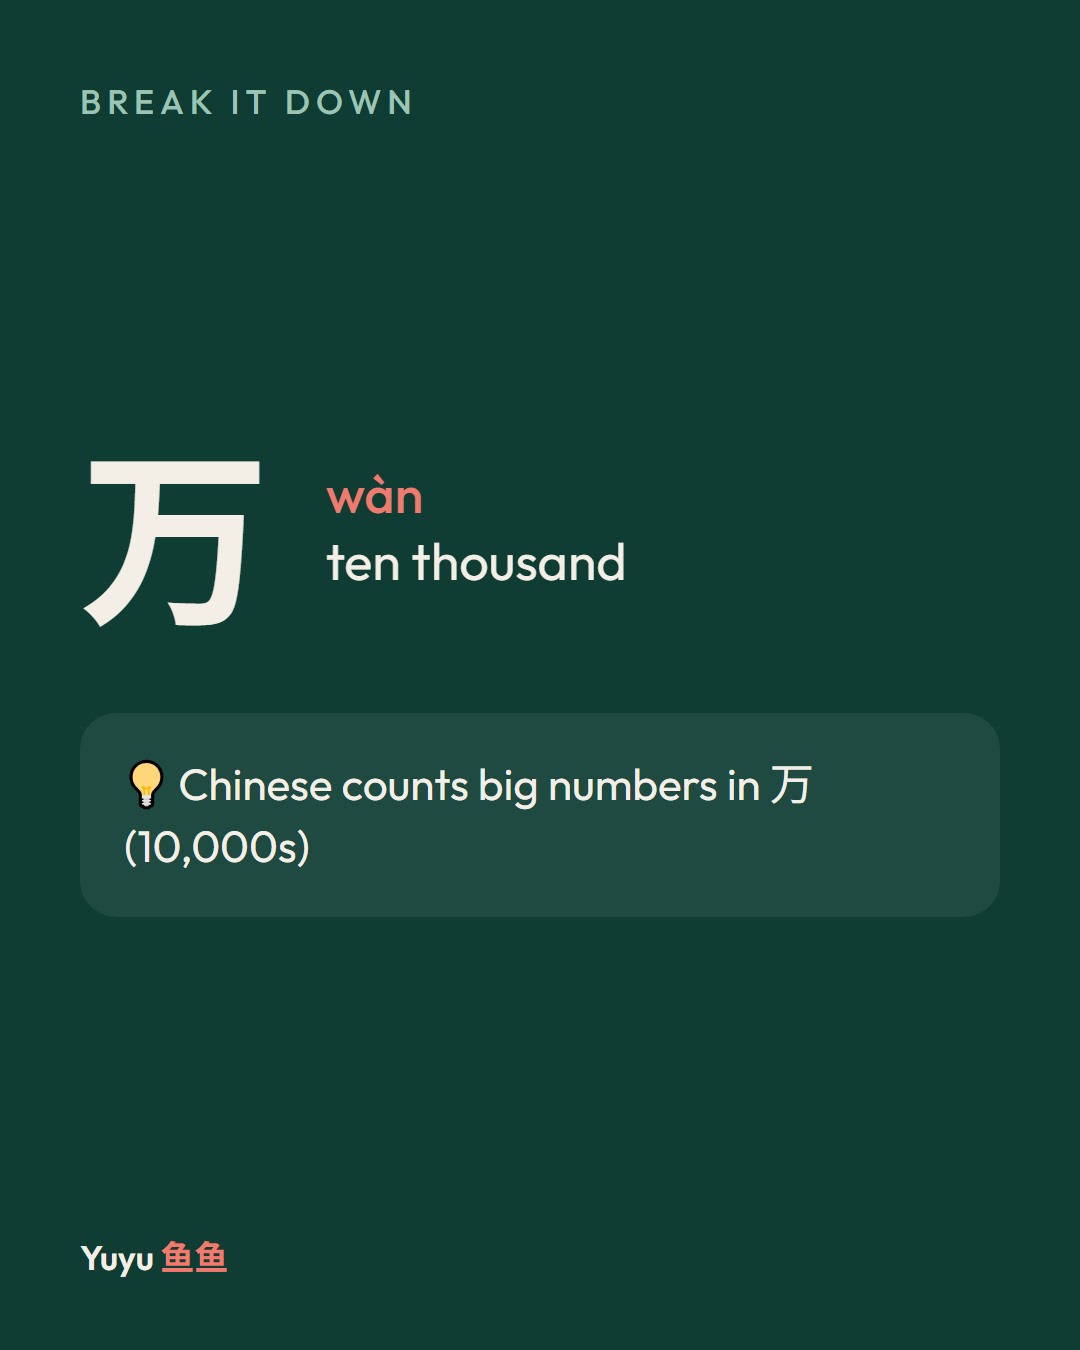 BREAK IT DOWN
万
wàn
ten thousand
💡 Chinese counts big numbers in 万
(10,000s)
Yuyu 鱼鱼